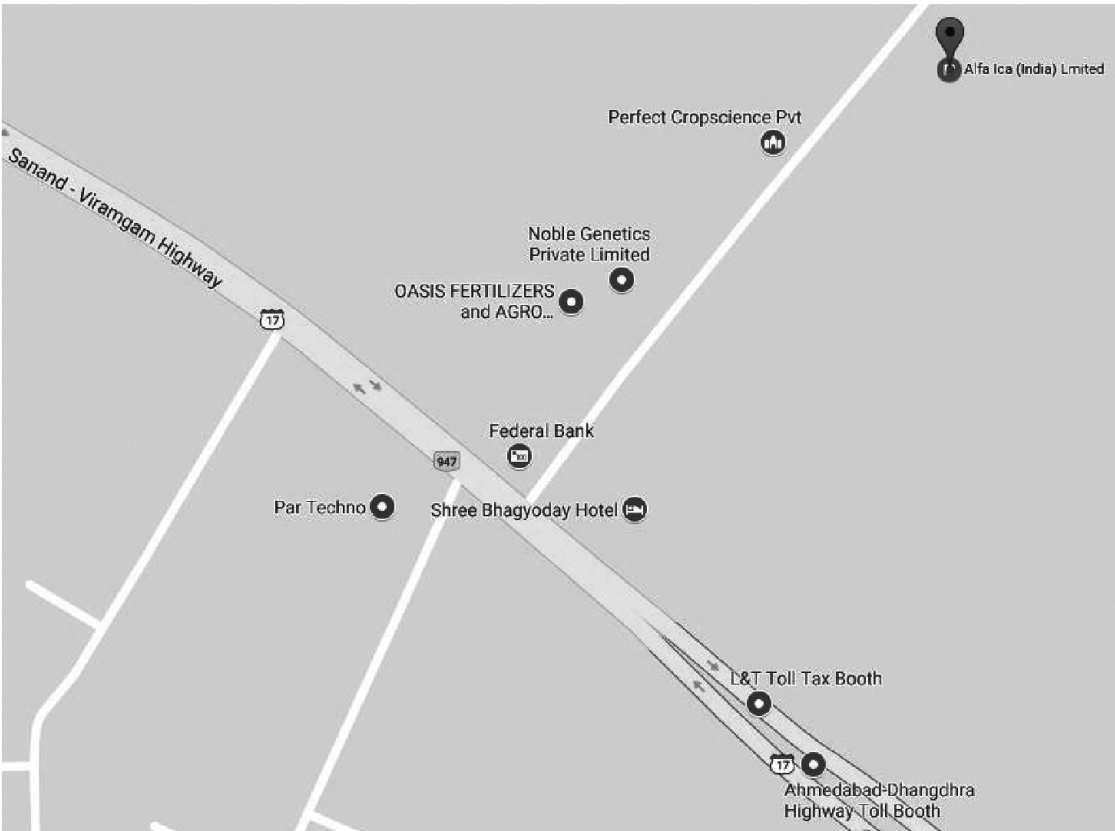 Alfa Ica (India) Lmited
Perfect Cropscience Pvt
Sanand - Viramgam Highway
Noble Genetics
Private Limited
OASIS FERTILIZERS
and AGRO...
17
Federal Bank
947
Par Techno
Shree Bhagyoday Hotel
L&T Toll Tax Booth
17
Ahmedabad-Dhangdhra
Highway Toll Booth